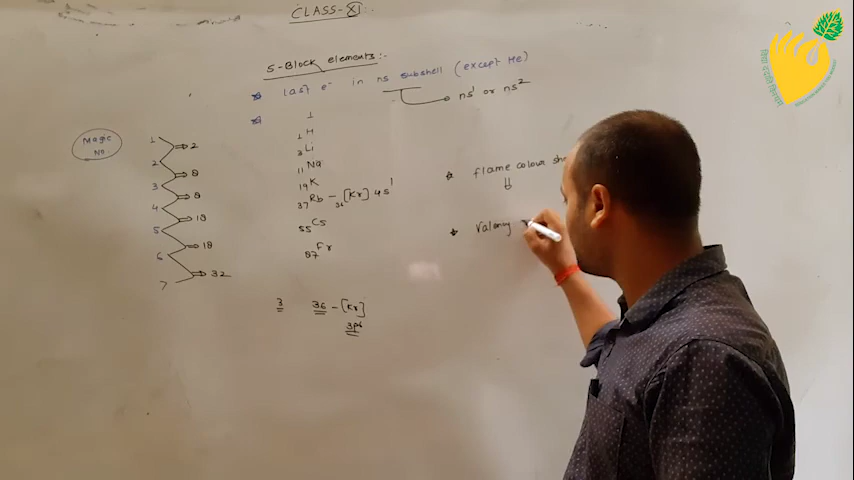 CLASS-XI:-
S-Block elements:-
last e⁻ in ns subshell (except He)
ns¹ or ns²
Magic
No.
1
2
3
4
5
6
7
2
8
8
18
18
32
1
₁H
₃Li
₁₁Na
₁₉K
₃₇Rb - ₃₆[Kr] 4s¹
₅₅Cs
₈₇Fr
3 36 - [Kr]
3p⁶
flame colour
Valency